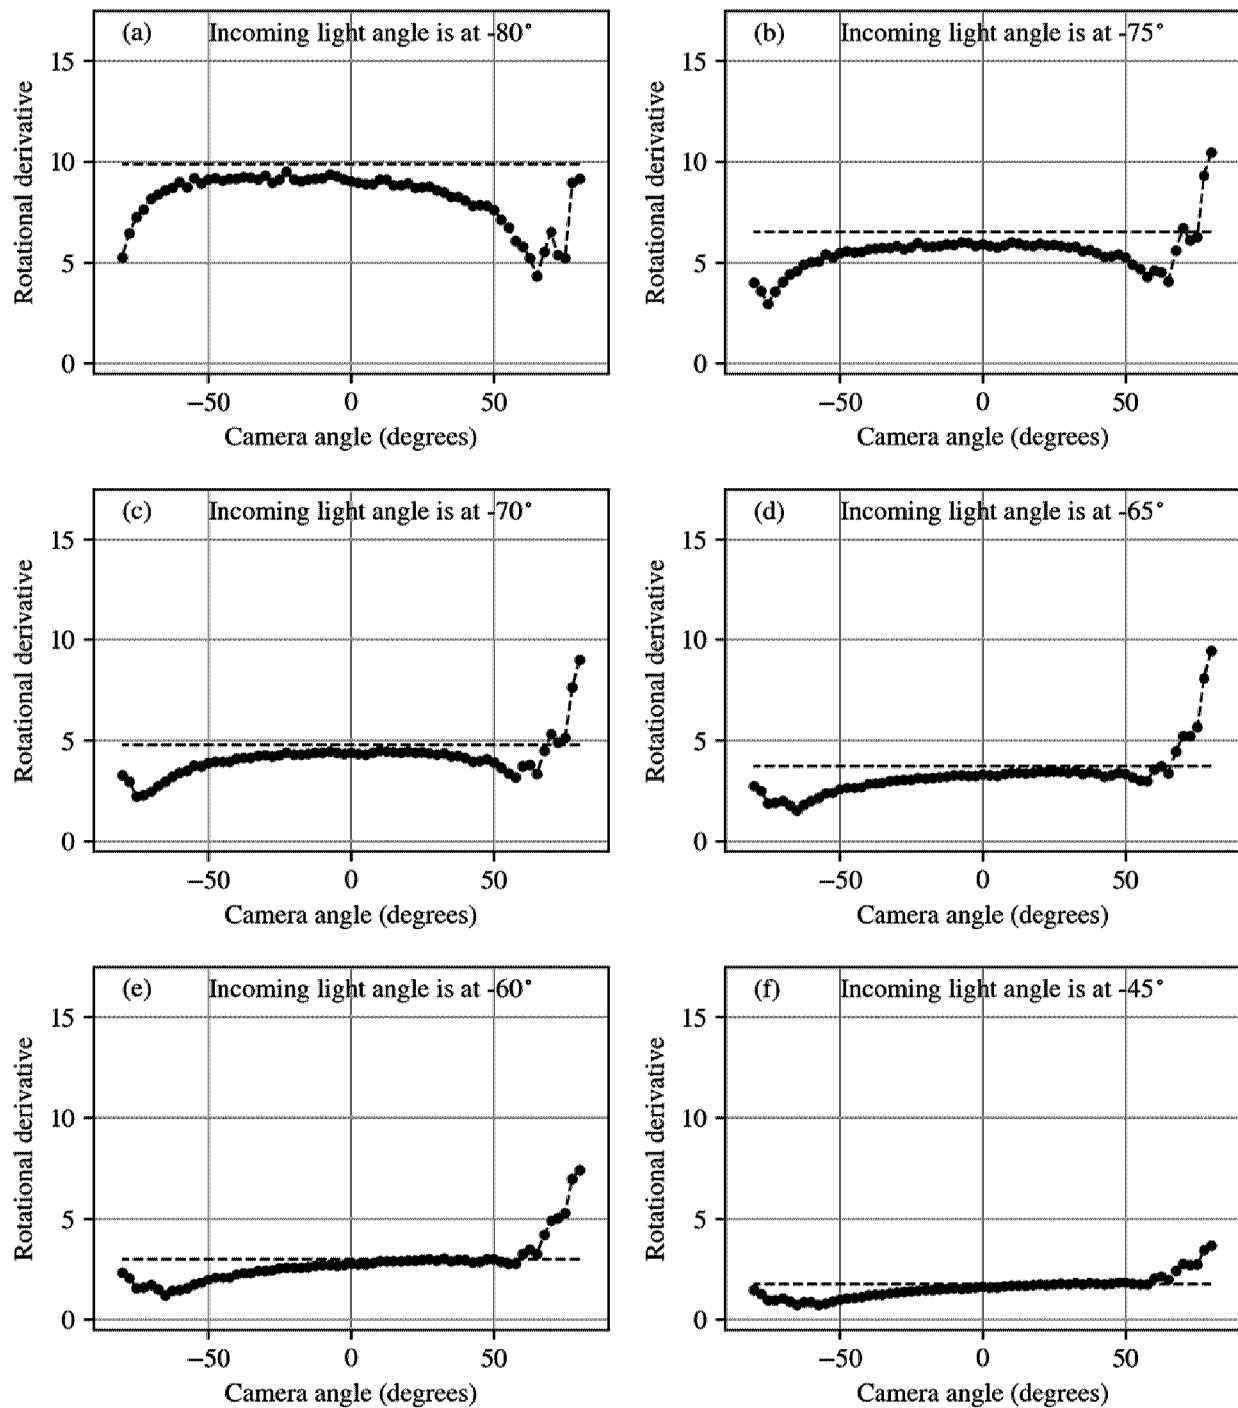 (a) Incoming light angle is at -80°
15
10
5
0
Rotational derivative
−50 0 50
Camera angle (degrees)
(b) Incoming light angle is at -75°
15
10
5
0
Rotational derivative
−50 0 50
Camera angle (degrees)
(c) Incoming light angle is at -70°
15
10
5
0
Rotational derivative
−50 0 50
Camera angle (degrees)
(d) Incoming light angle is at -65°
15
10
5
0
Rotational derivative
−50 0 50
Camera angle (degrees)
(e) Incoming light angle is at -60°
15
10
5
0
Rotational derivative
−50 0 50
Camera angle (degrees)
(f) Incoming light angle is at -45°
15
10
5
0
Rotational derivative
−50 0 50
Camera angle (degrees)